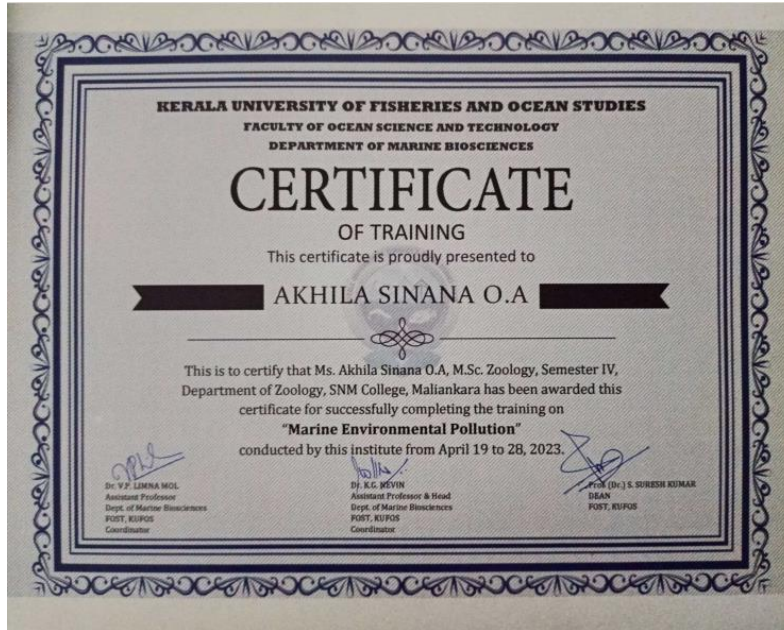 KERALA UNIVERSITY OF FISHERIES AND OCEAN STUDIES
FACULTY OF OCEAN SCIENCE AND TECHNOLOGY
DEPARTMENT OF MARINE BIOSCIENCES
CERTIFICATE
OF TRAINING
This certificate is proudly presented to
AKHILA SINANA O.A
This is to certify that Ms. Akhila Sinana O.A, M.Sc. Zoology, Semester IV,
Department of Zoology, SNM College, Maliankara has been awarded this
certificate for successfully completing the training on
"Marine Environmental Pollution"
conducted by this institute from April 19 to 28, 2023.
Dr. V.P. LIMNA MOL
Assistant Professor
Dept. of Marine Biosciences
FOST, KUFOS
Coordinator
Dr. K.G. NEVIN
Assistant Professor & Head
Dept. of Marine Biosciences
FOST, KUFOS
Coordinator
Prof. (Dr.) S. SURESH KUMAR
DEAN
FOST, KUFOS